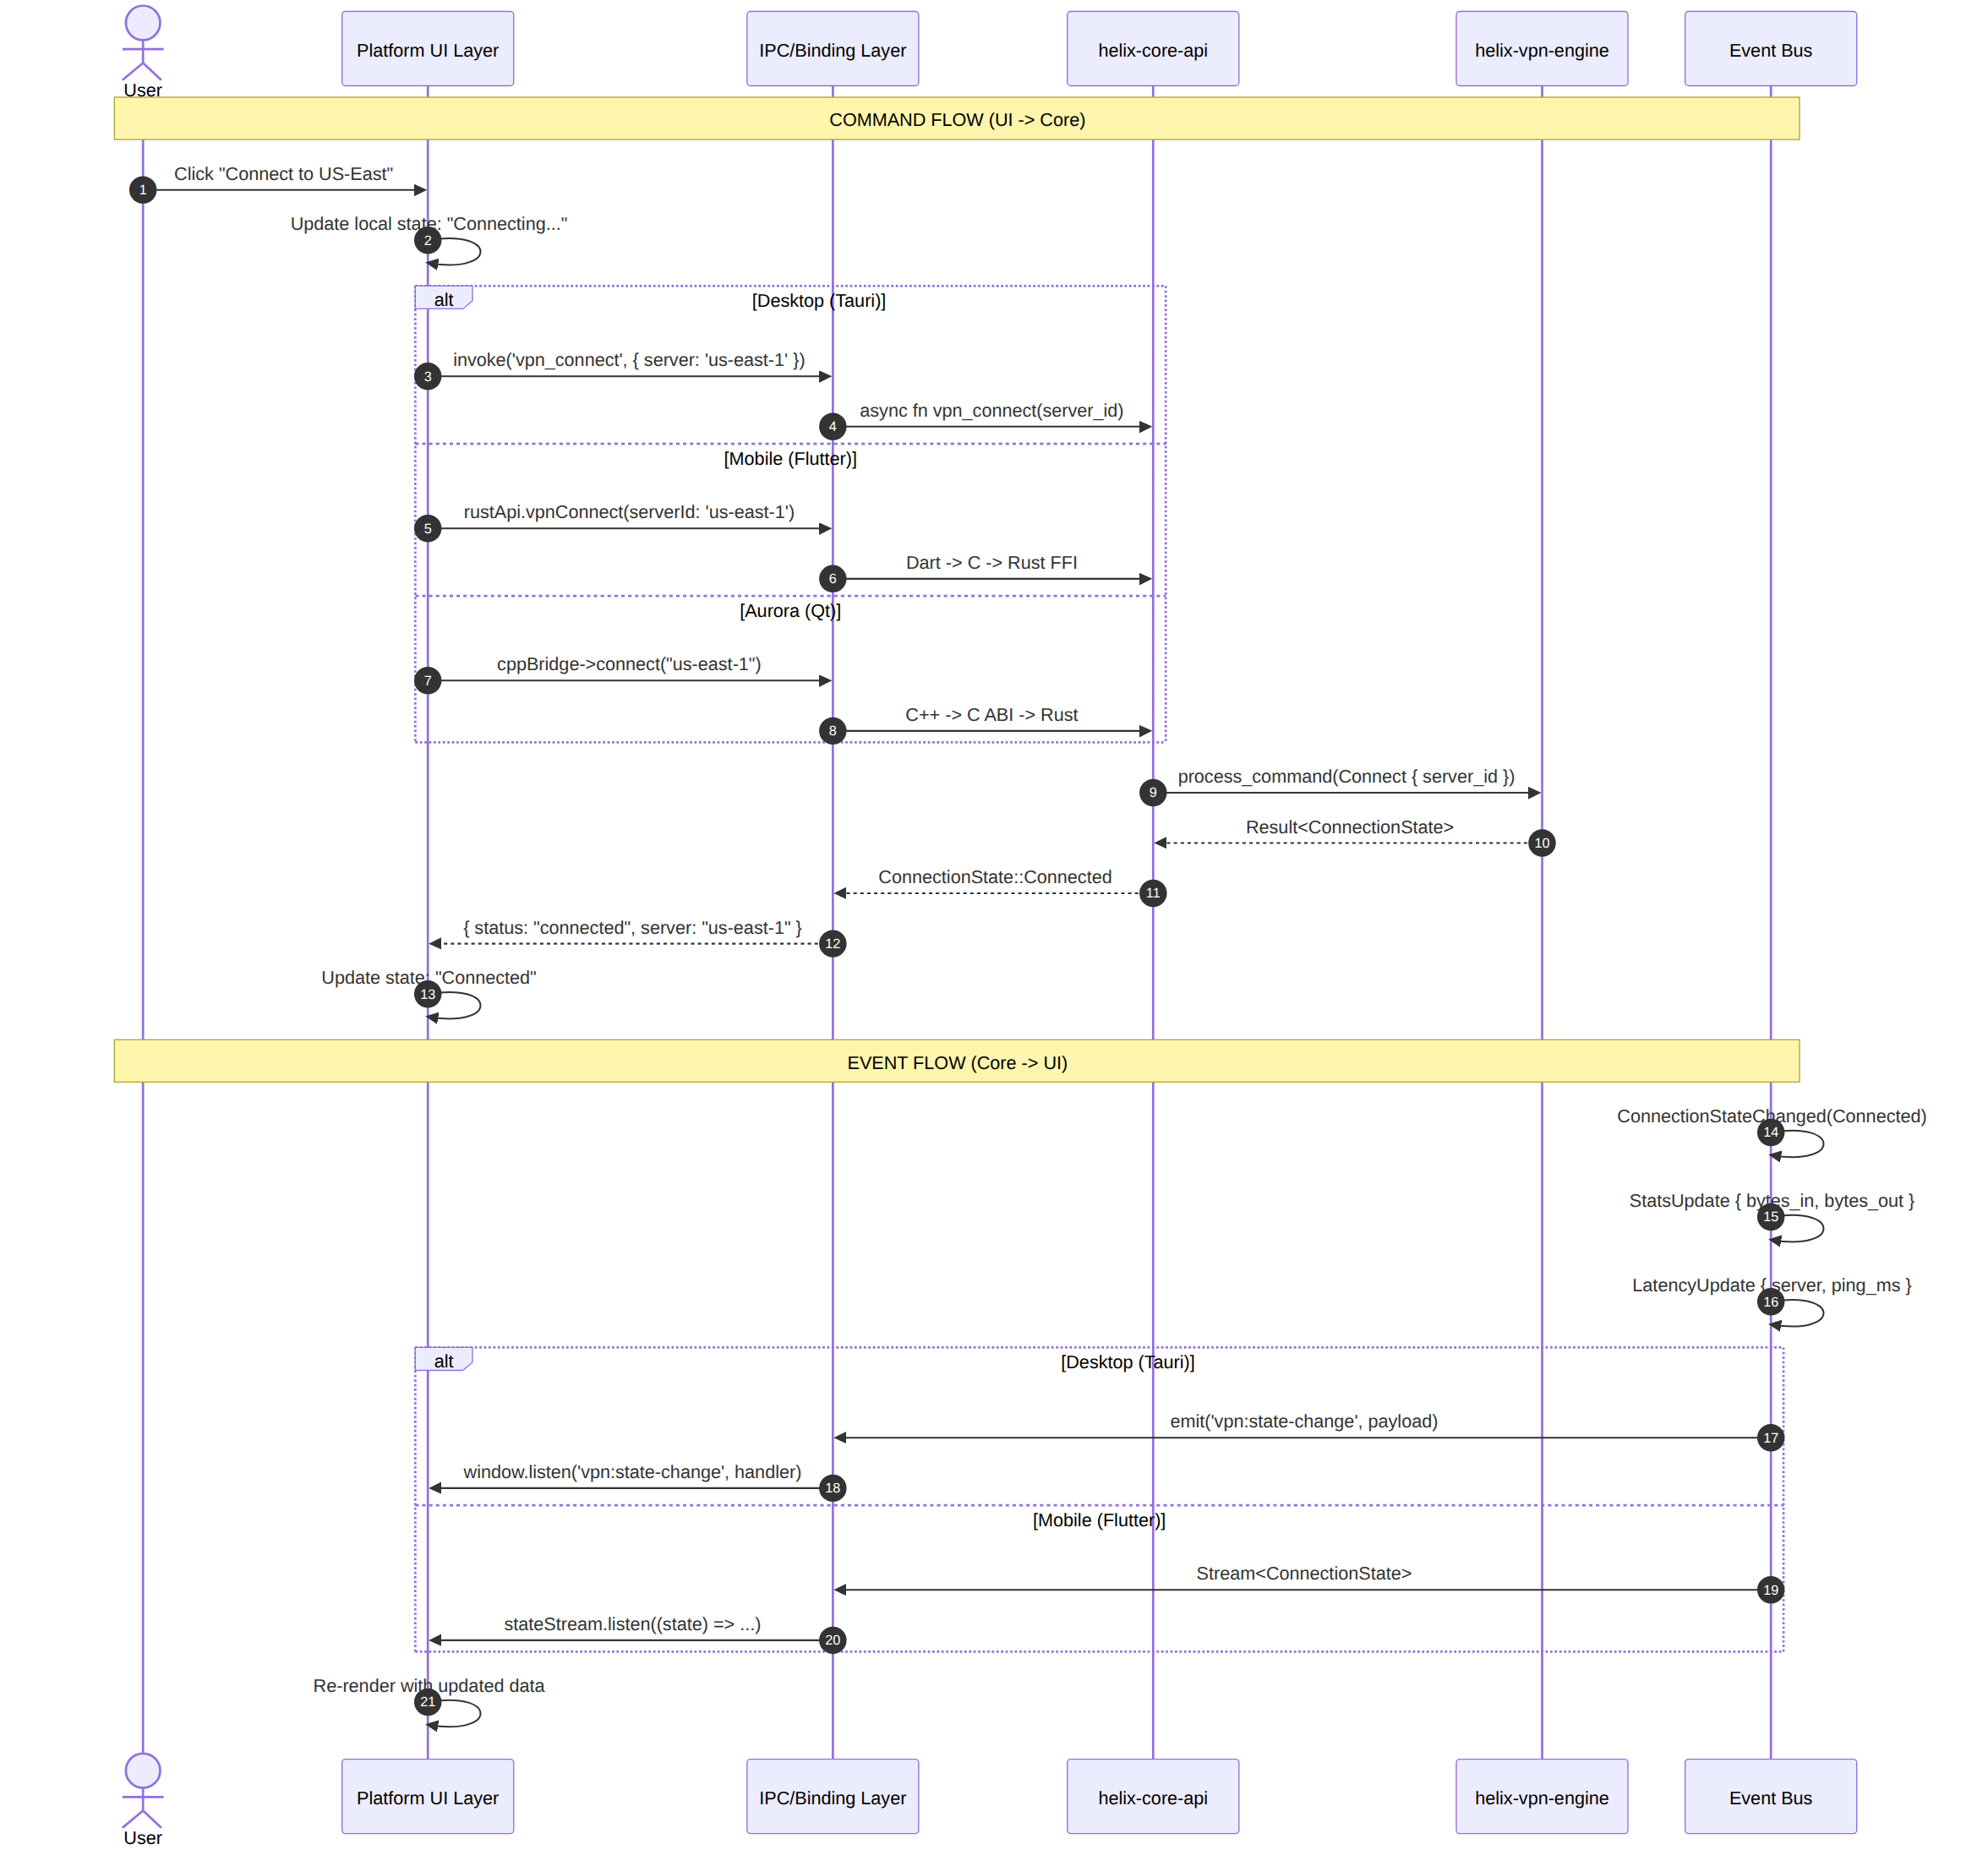 User
Platform UI Layer
IPC/Binding Layer
helix-core-api
helix-vpn-engine
Event Bus
COMMAND FLOW (UI -> Core)
Click "Connect to US-East"
1
Update local state: "Connecting..."
2
alt
[Desktop (Tauri)]
invoke('vpn_connect', { server: 'us-east-1' })
3
async fn vpn_connect(server_id)
4
[Mobile (Flutter)]
rustApi.vpnConnect(serverId: 'us-east-1')
5
Dart -> C -> Rust FFI
6
[Aurora (Qt)]
cppBridge->connect("us-east-1")
7
C++ -> C ABI -> Rust
8
process_command(Connect { server_id })
9
Result<ConnectionState>
10
ConnectionState::Connected
11
{ status: "connected", server: "us-east-1" }
12
Update state: "Connected"
13
EVENT FLOW (Core -> UI)
ConnectionStateChanged(Connected)
14
StatsUpdate { bytes_in, bytes_out }
15
LatencyUpdate { server, ping_ms }
16
alt
[Desktop (Tauri)]
emit('vpn:state-change', payload)
17
window.listen('vpn:state-change', handler)
18
[Mobile (Flutter)]
Stream<ConnectionState>
19
stateStream.listen((state) => ...)
20
Re-render with updated data
21
User
Platform UI Layer
IPC/Binding Layer
helix-core-api
helix-vpn-engine
Event Bus